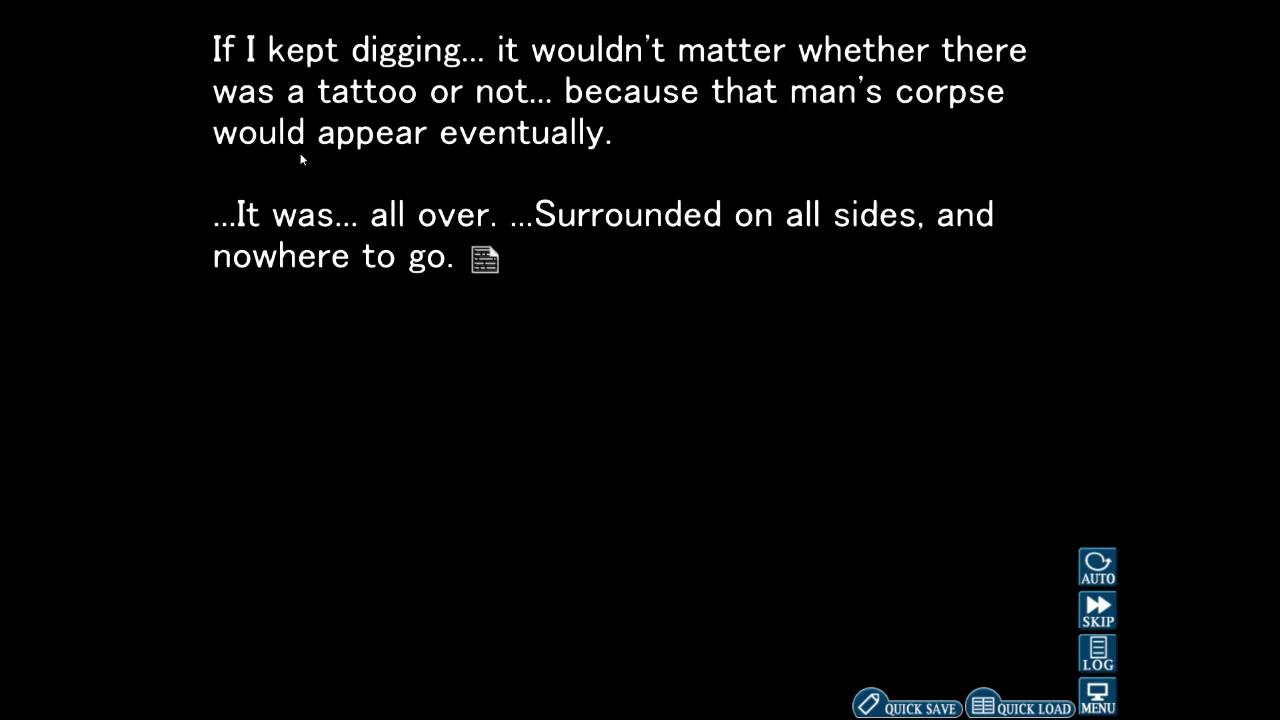 If I kept digging... it wouldn't matter whether there
was a tattoo or not... because that man's corpse
would appear eventually.
...It was... all over. ...Surrounded on all sides, and
nowhere to go.
AUTO
SKIP
LOG
MENU
QUICK SAVE
QUICK LOAD